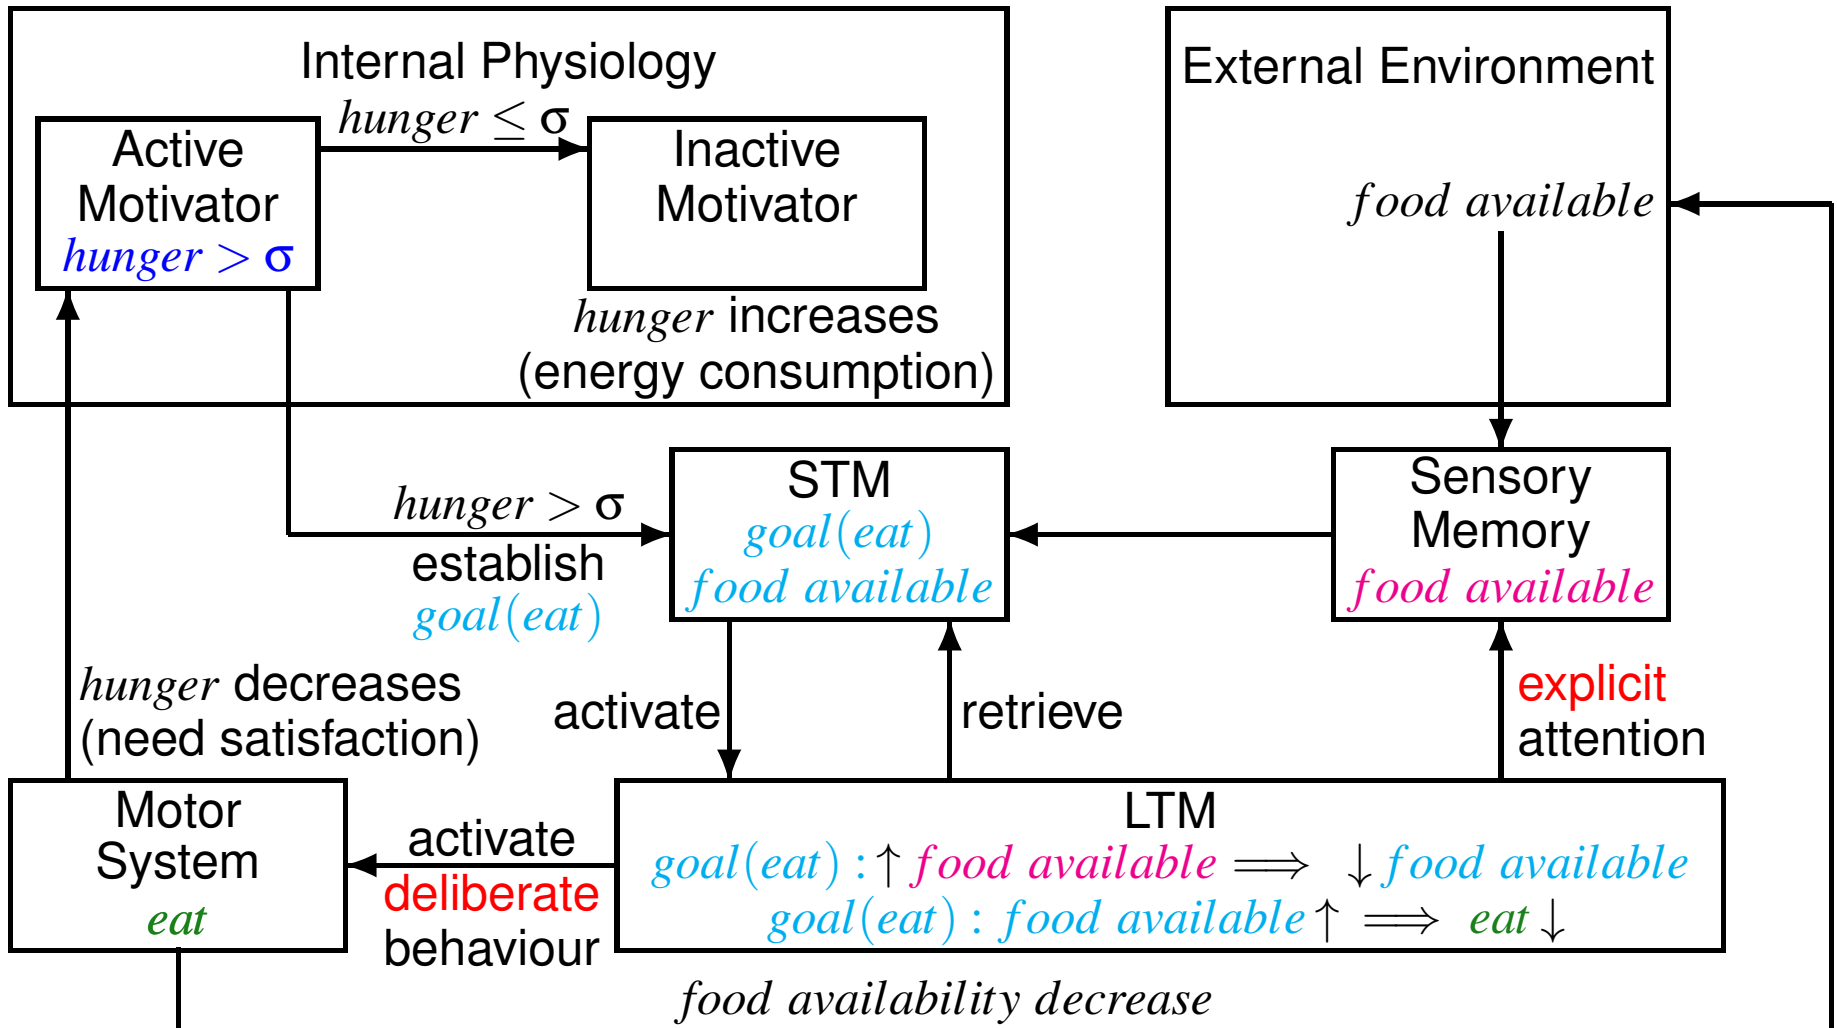 Internal Physiology
hunger ≤ σ
Active
Motivator
hunger > σ
Inactive
Motivator
hunger increases
(energy consumption)
External Environment
food available
hunger > σ
establish
goal(eat)
STM
goal(eat)
food available
Sensory
Memory
food available
hunger decreases
(need satisfaction)
activate
retrieve
explicit
attention
Motor
System
eat
activate
deliberate
behaviour
LTM
goal(eat) : ↑ food available ⟹ ↓ food available
goal(eat) : food available ↑ ⟹ eat ↓
food availability decrease